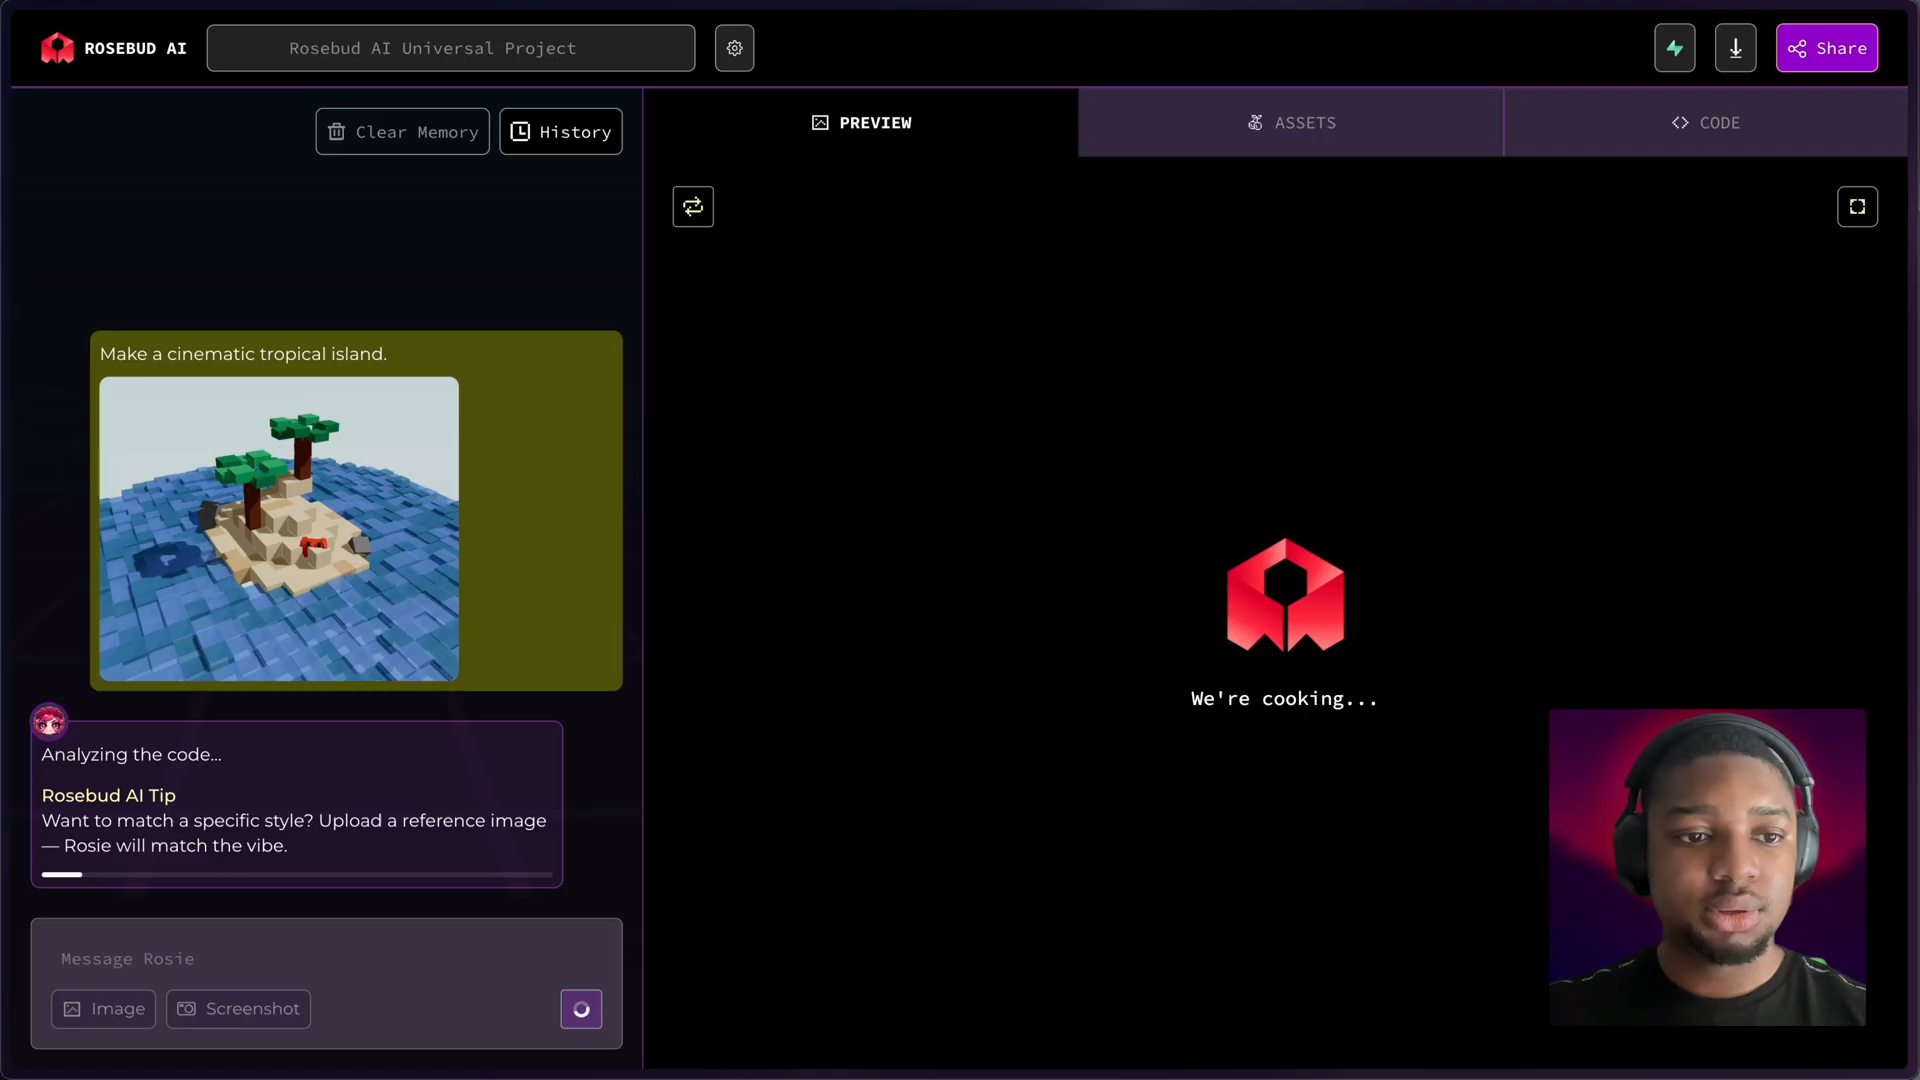 ROSEBUD AI
Rosebud AI Universal Project
Share
Clear Memory
History
PREVIEW
ASSETS
CODE
Make a cinematic tropical island.
Analyzing the code...
Rosebud AI Tip
Want to match a specific style? Upload a reference image
— Rosie will match the vibe.
Message Rosie
Image
Screenshot
We're cooking...